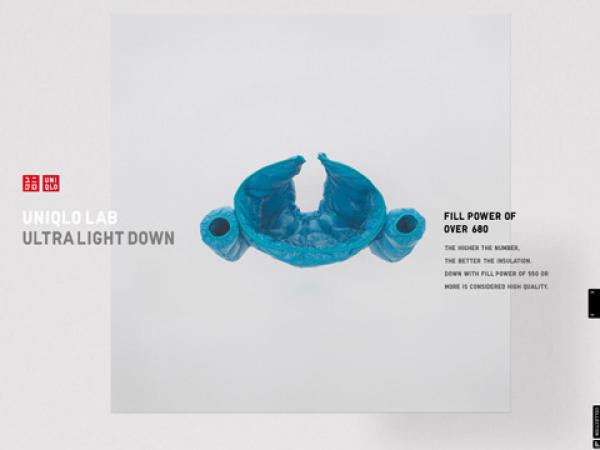 ユニ
クロ
UNI
QLO
UNIQLO LAB
ULTRA LIGHT DOWN
FILL POWER OF
OVER 680
THE HIGHER THE NUMBER,
THE BETTER THE INSULATION.
DOWN WITH FILL POWER OF 550 OR
MORE IS CONSIDERED HIGH QUALITY.